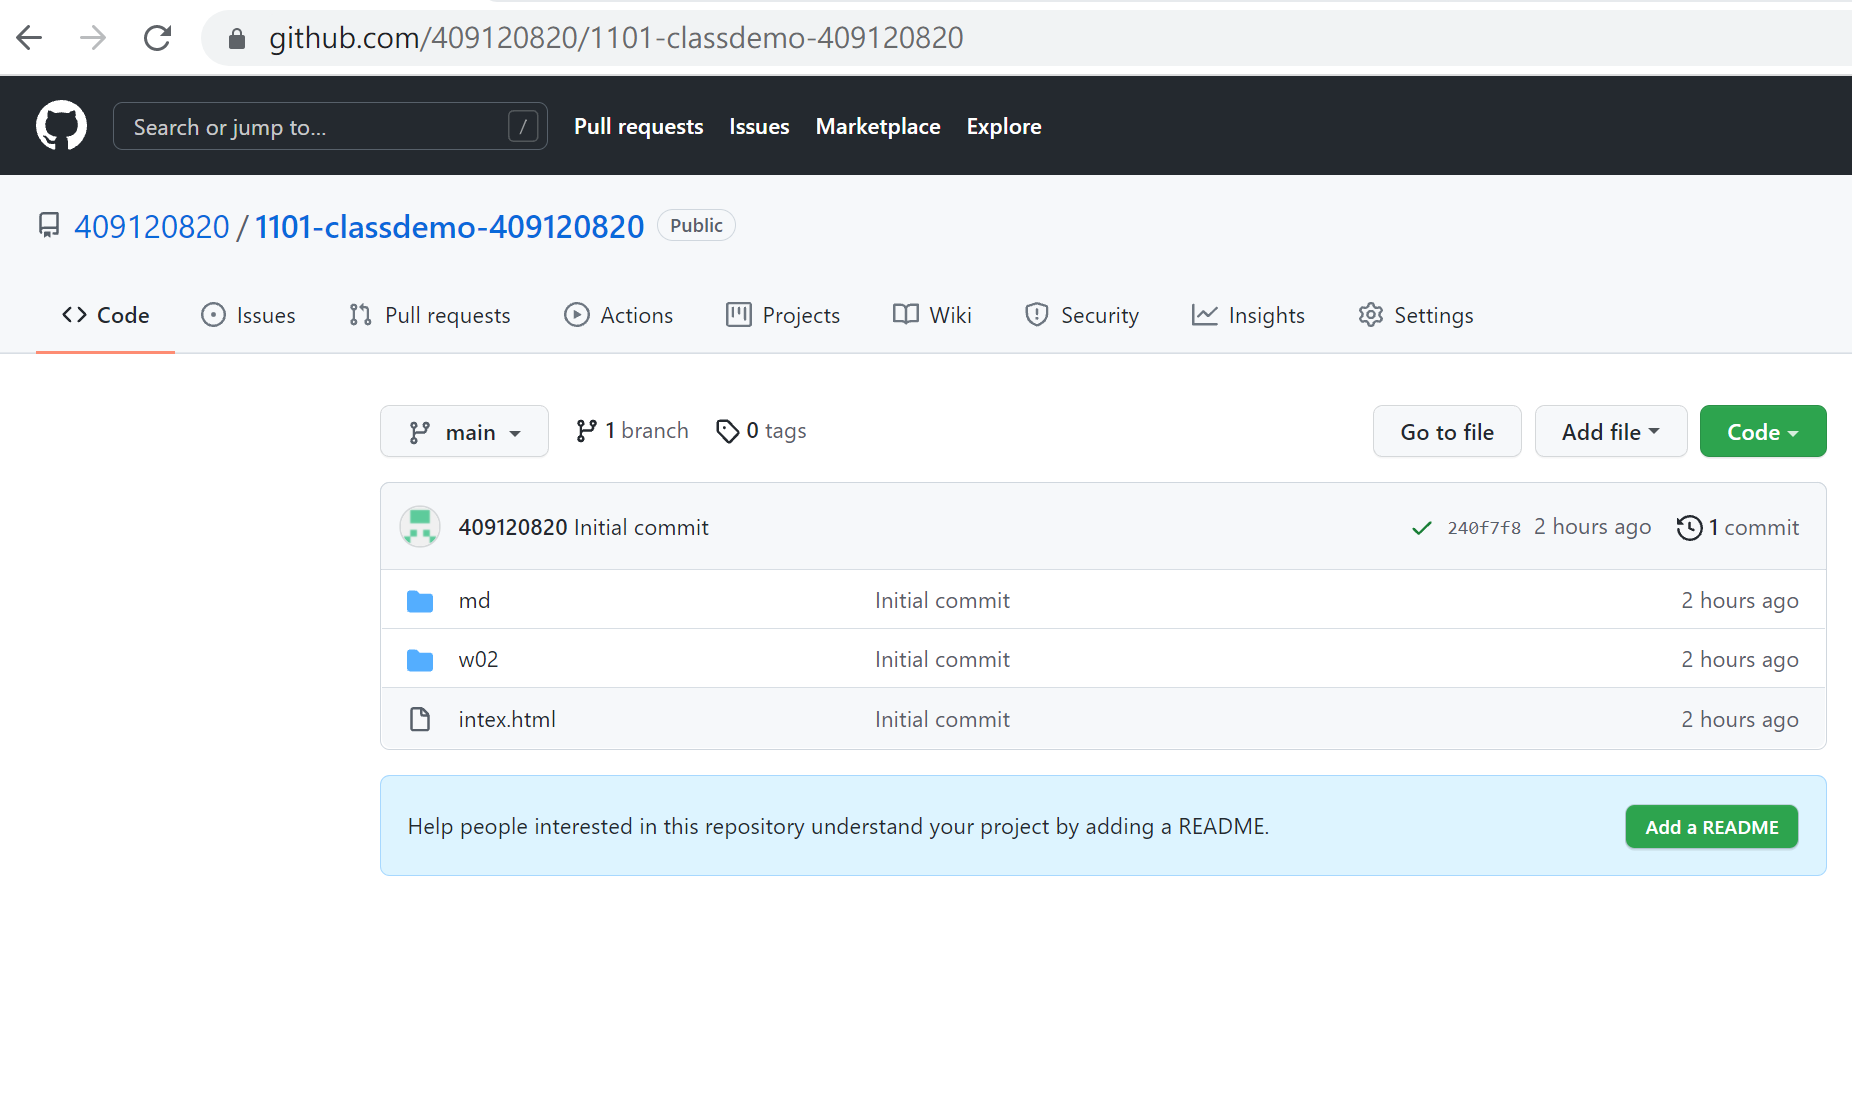 github.com/409120820/1101-classdemo-409120820
Search or jump to... / Pull requests Issues Marketplace Explore
409120820 / 1101-classdemo-409120820 Public
Code Issues Pull requests Actions Projects Wiki Security Insights Settings
main 1 branch 0 tags Go to file Add file Code
409120820 Initial commit 240f7f8 2 hours ago 1 commit
md Initial commit 2 hours ago
w02 Initial commit 2 hours ago
intex.html Initial commit 2 hours ago
Help people interested in this repository understand your project by adding a README. Add a README